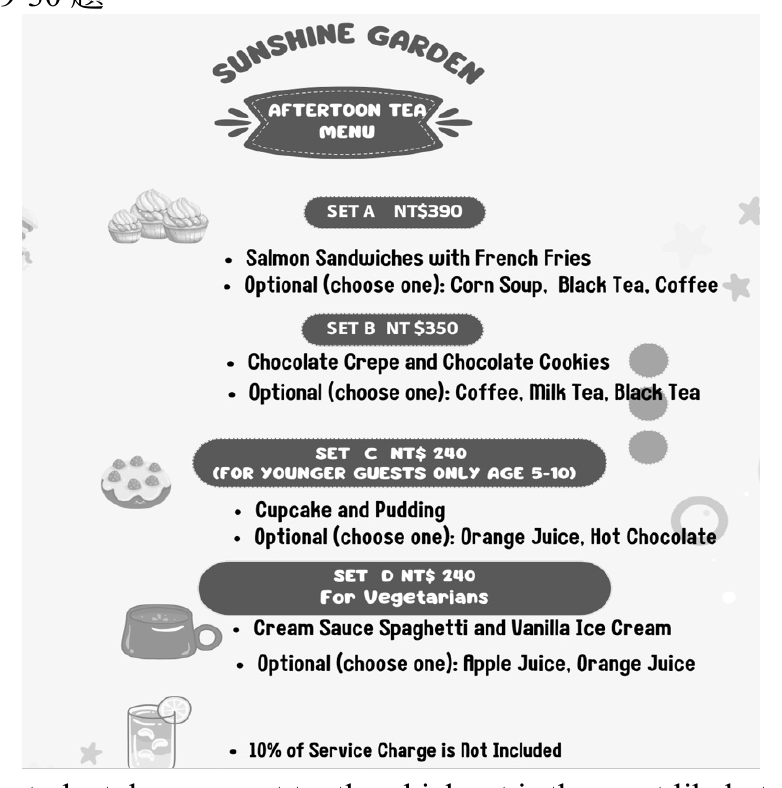 SUNSHINE GARDEN
AFTERTOON TEA
MENU
SET A NT$390
• Salmon Sandwiches with French Fries
• Optional (choose one): Corn Soup, Black Tea, Coffee
SET B NT $350
• Chocolate Crepe and Chocolate Cookies
• Optional (choose one): Coffee, Milk Tea, Black Tea
SET C NT$ 240
(FOR YOUNGER GUESTS ONLY AGE 5-10)
• Cupcake and Pudding
• Optional (choose one): Orange Juice, Hot Chocolate
SET D NT$ 240
For Vegetarians
• Cream Sauce Spaghetti and Vanilla Ice Cream
• Optional (choose one): Apple Juice, Orange Juice
• 10% of Service Charge is Not Included